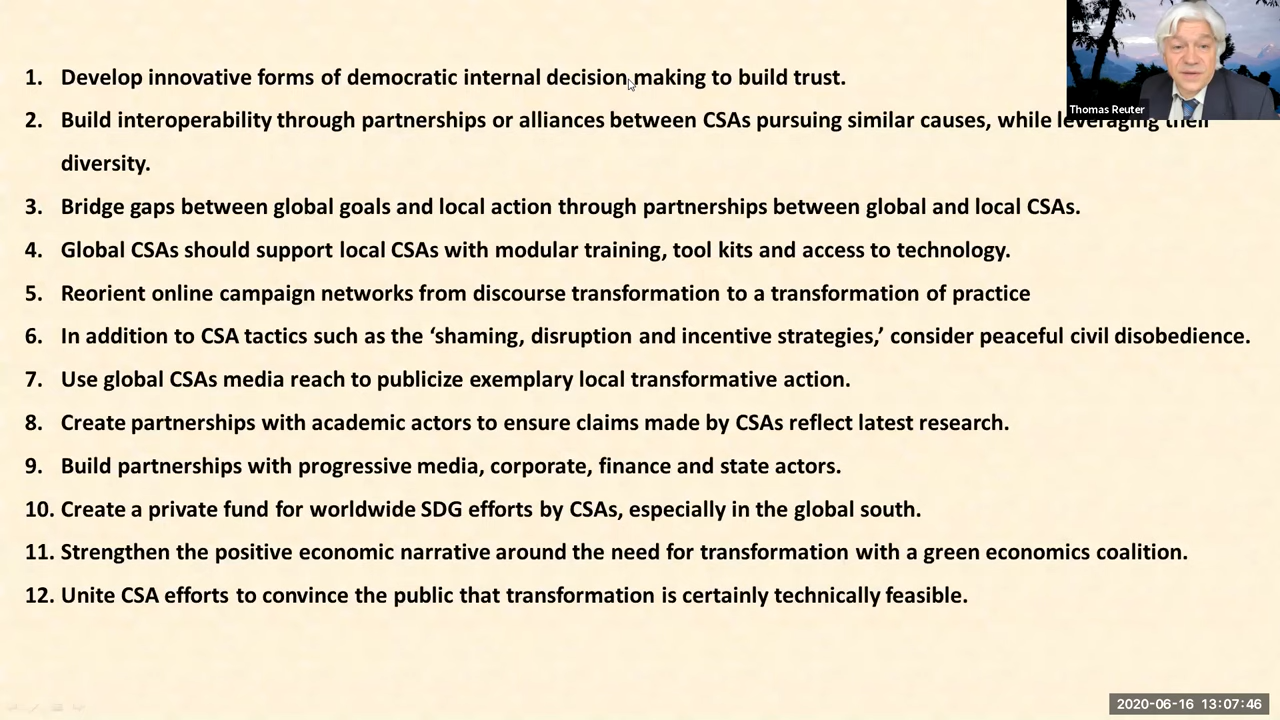 Thomas Reuter
1. Develop innovative forms of democratic internal decision making to build trust.
2. Build interoperability through partnerships or alliances between CSAs pursuing similar causes, while leveraging their
diversity.
3. Bridge gaps between global goals and local action through partnerships between global and local CSAs.
4. Global CSAs should support local CSAs with modular training, tool kits and access to technology.
5. Reorient online campaign networks from discourse transformation to a transformation of practice
6. In addition to CSA tactics such as the ‘shaming, disruption and incentive strategies,’ consider peaceful civil disobedience.
7. Use global CSAs media reach to publicize exemplary local transformative action.
8. Create partnerships with academic actors to ensure claims made by CSAs reflect latest research.
9. Build partnerships with progressive media, corporate, finance and state actors.
10. Create a private fund for worldwide SDG efforts by CSAs, especially in the global south.
11. Strengthen the positive economic narrative around the need for transformation with a green economics coalition.
12. Unite CSA efforts to convince the public that transformation is certainly technically feasible.
2020-06-16 13:07:46